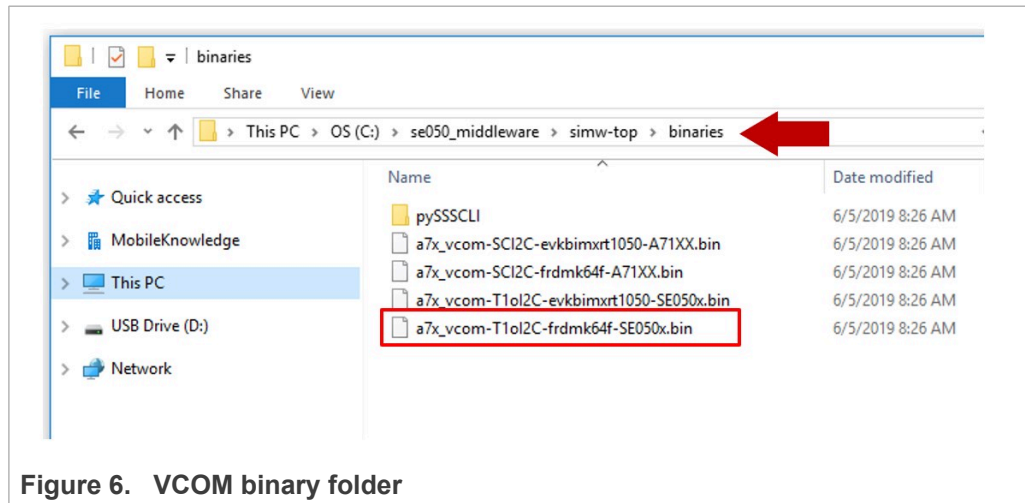 binaries
File Home Share View
This PC > OS (C:) > se050_middleware > simw-top > binaries
Name Date modified
Quick access
pySSSCLI 6/5/2019 8:26 AM
MobileKnowledge a7x_vcom-SCI2C-evkbimxrt1050-A71XX.bin 6/5/2019 8:26 AM
a7x_vcom-SCI2C-frdmk64f-A71XX.bin 6/5/2019 8:26 AM
This PC
a7x_vcom-T1oI2C-evkbimxrt1050-SE050x.bin 6/5/2019 8:26 AM
USB Drive (D:) a7x_vcom-T1oI2C-frdmk64f-SE050x.bin 6/5/2019 8:26 AM
Network
Figure 6. VCOM binary folder